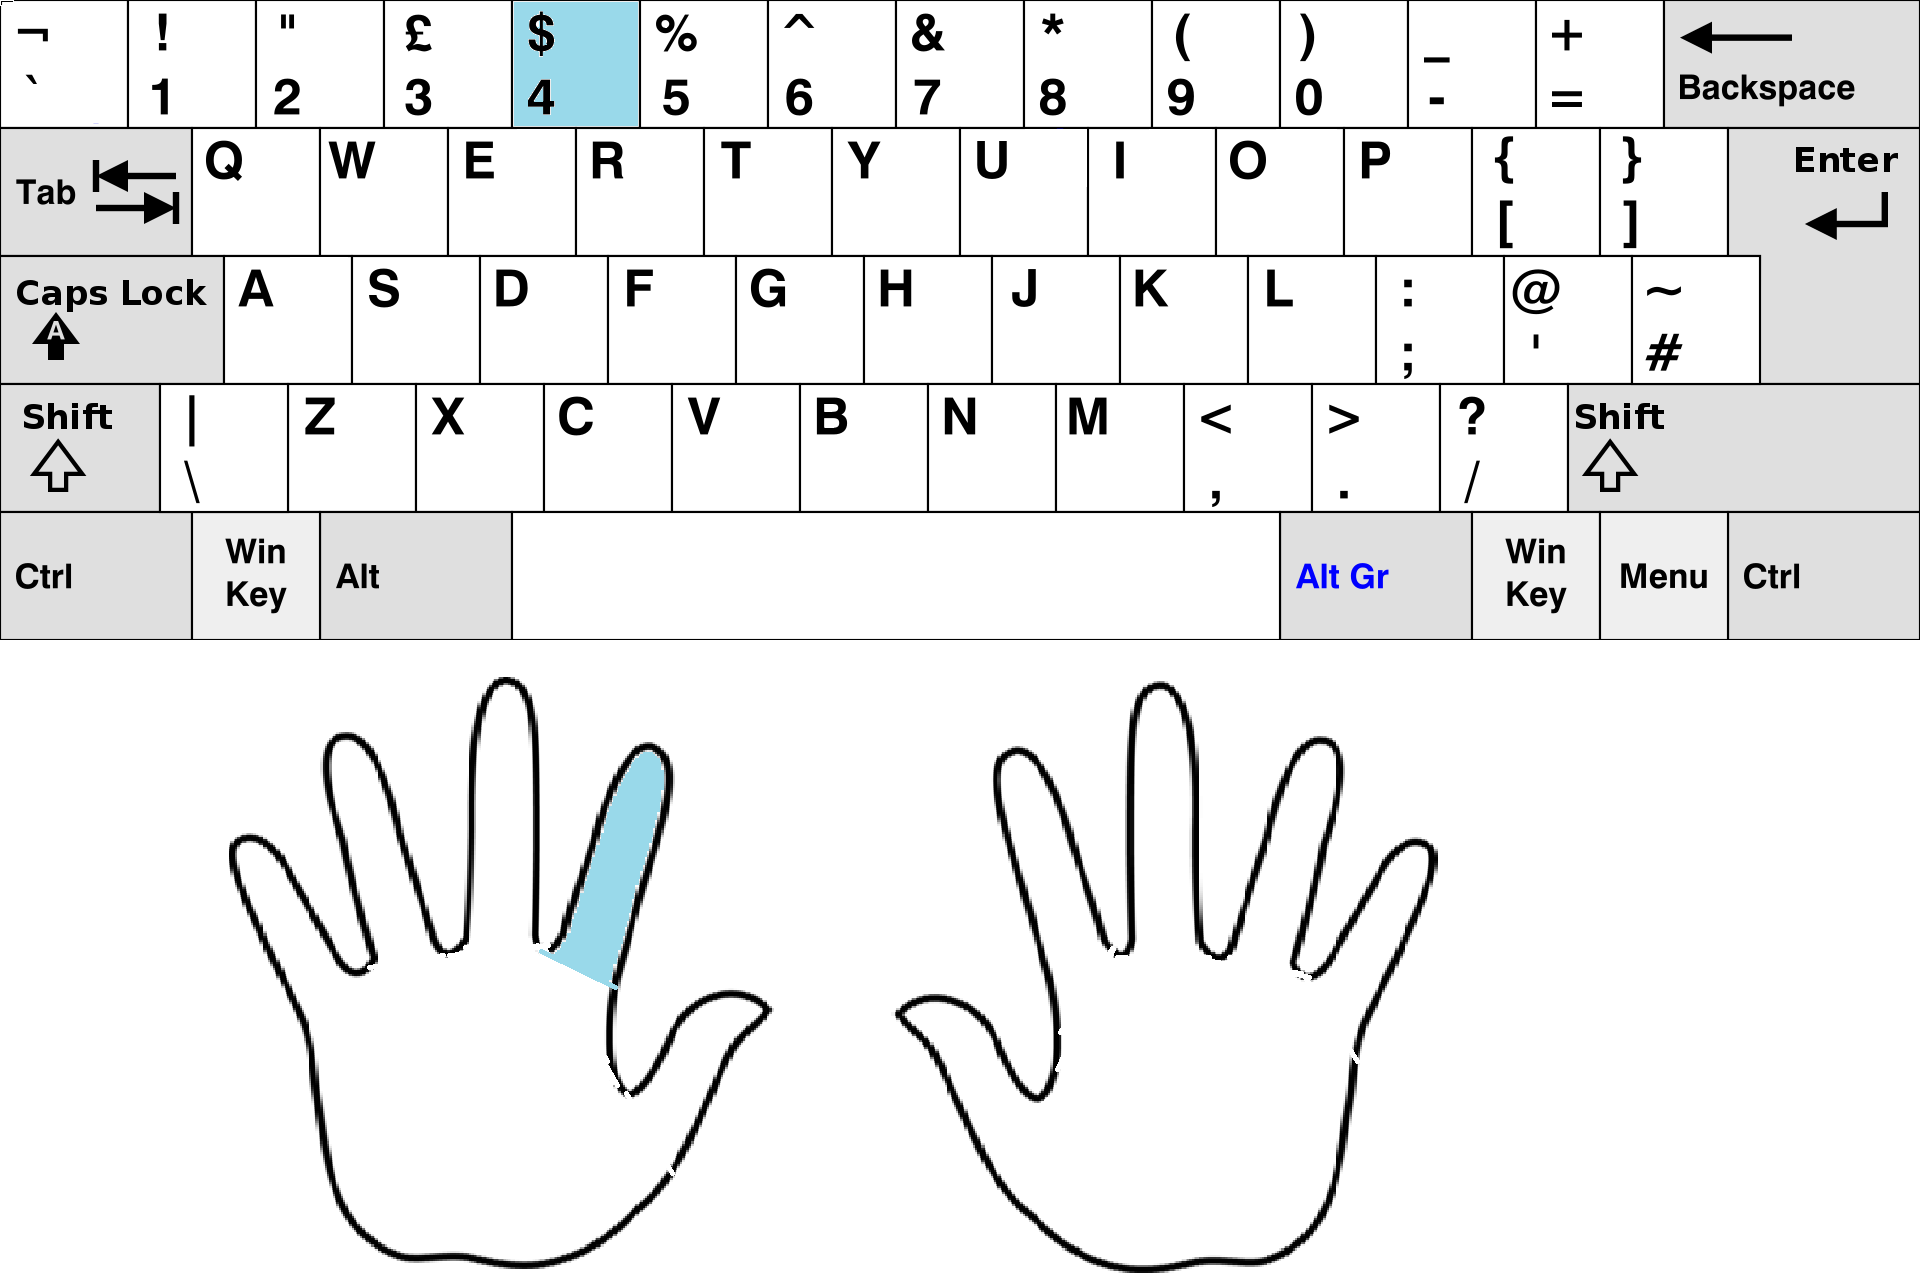 ¬ ! " £ $ % ^ & * ( ) _ +
` 1 2 3 4 5 6 7 8 9 0 - = Backspace
Tab Q W E R T Y U I O P { } Enter
[ ]
Caps Lock A S D F G H J K L : @ ~
A ; ' #
Shift | Z X C V B N M < > ? Shift
\ , . /
Ctrl Win Key Alt Alt Gr Win Key Menu Ctrl